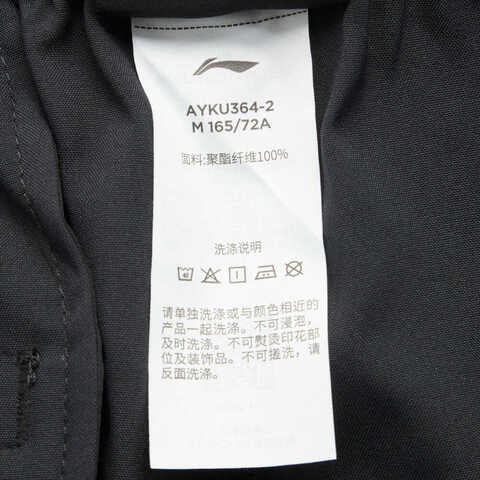 AYKU364-2
M 165/72A
面料:聚酯纤维100%
洗涤说明
请单独洗涤或与颜色相近的
产品一起洗涤。不可浸泡,
及时洗涤。不可熨烫印花部
位及装饰品。不可搓洗,请
反面洗涤。